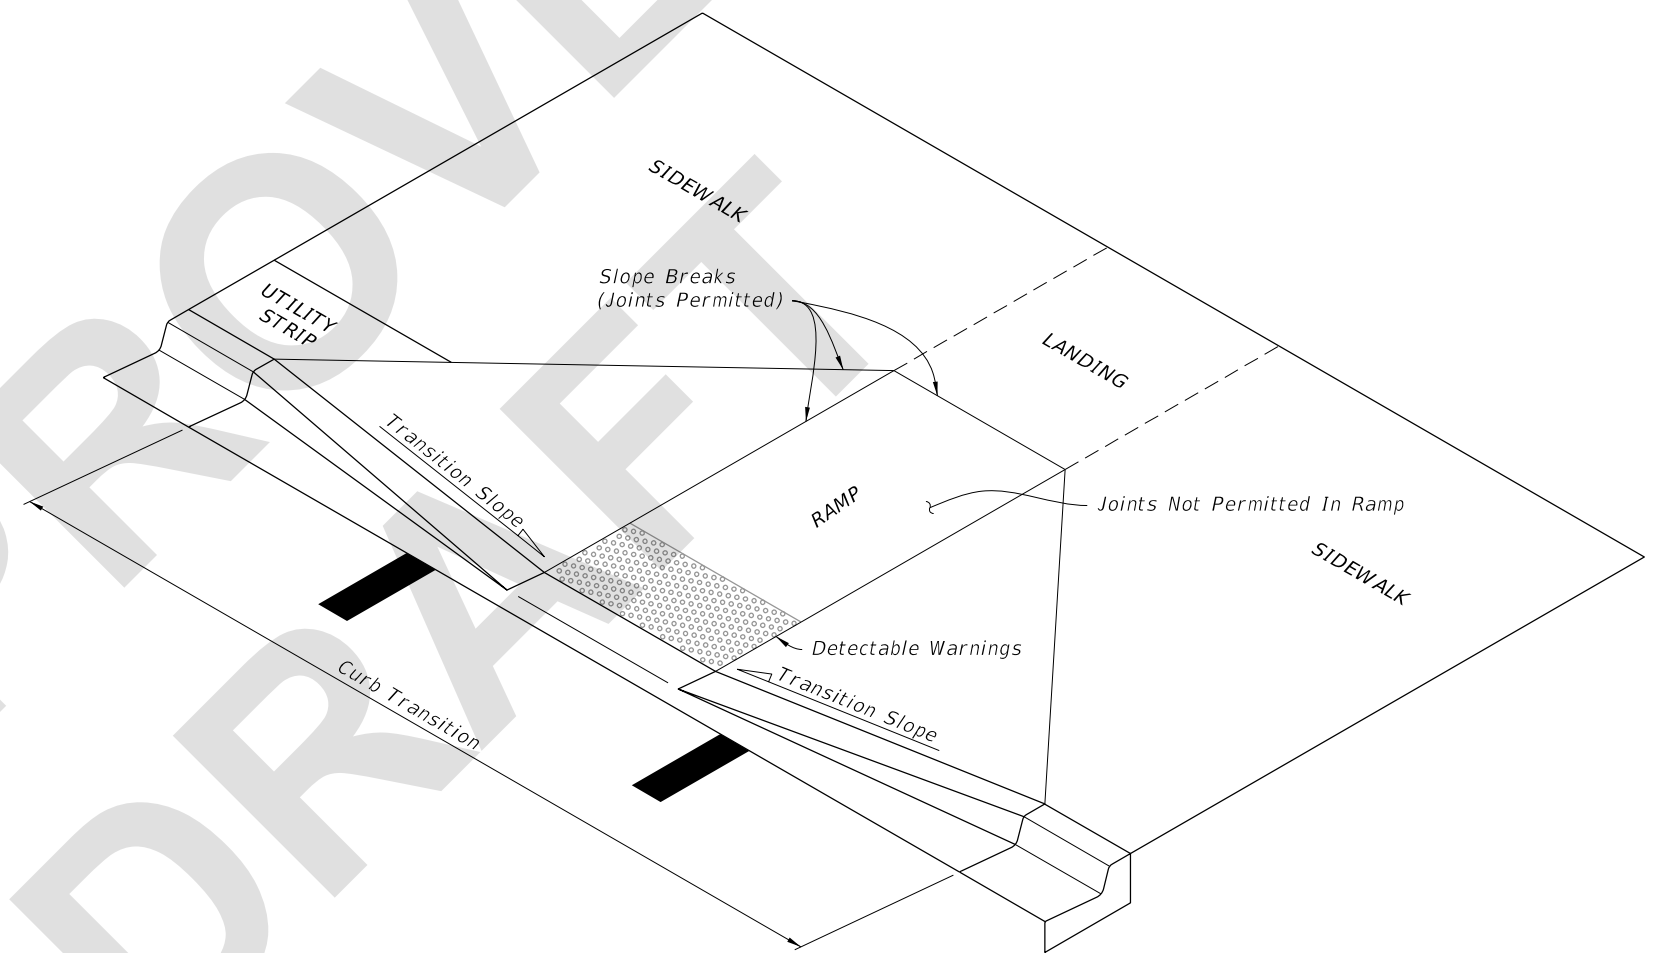 SIDEWALK
Slope Breaks
(Joints Permitted)
UTILITY
STRIP
LANDING
Transition Slope
RAMP
Joints Not Permitted In Ramp
SIDEWALK
Detectable Warnings
Transition Slope
Curb Transition
DRAFT